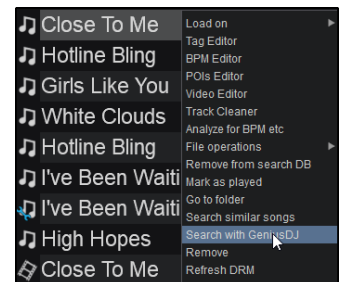 Close To Me
Hotline Bling
Girls Like You
White Clouds
Hotline Bling
I've Been Waiti
I've Been Waiti
High Hopes
Close To Me
Load on
Tag Editor
BPM Editor
POIs Editor
Video Editor
Track Cleaner
Analyze for BPM etc
File operations
Remove from search DB
Mark as played
Go to folder
Search similar songs
Search with GeniusDJ
Remove
Refresh DRM